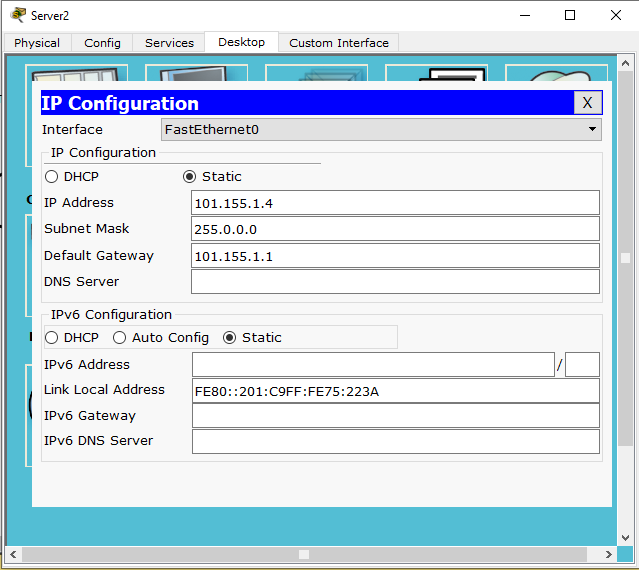 Server2
Physical Config Services Desktop Custom Interface
IP Configuration X
Interface FastEthernet0
IP Configuration
DHCP Static
IP Address 101.155.1.4
Subnet Mask 255.0.0.0
Default Gateway 101.155.1.1
DNS Server
IPv6 Configuration
DHCP Auto Config Static
IPv6 Address /
Link Local Address FE80::201:C9FF:FE75:223A
IPv6 Gateway
IPv6 DNS Server